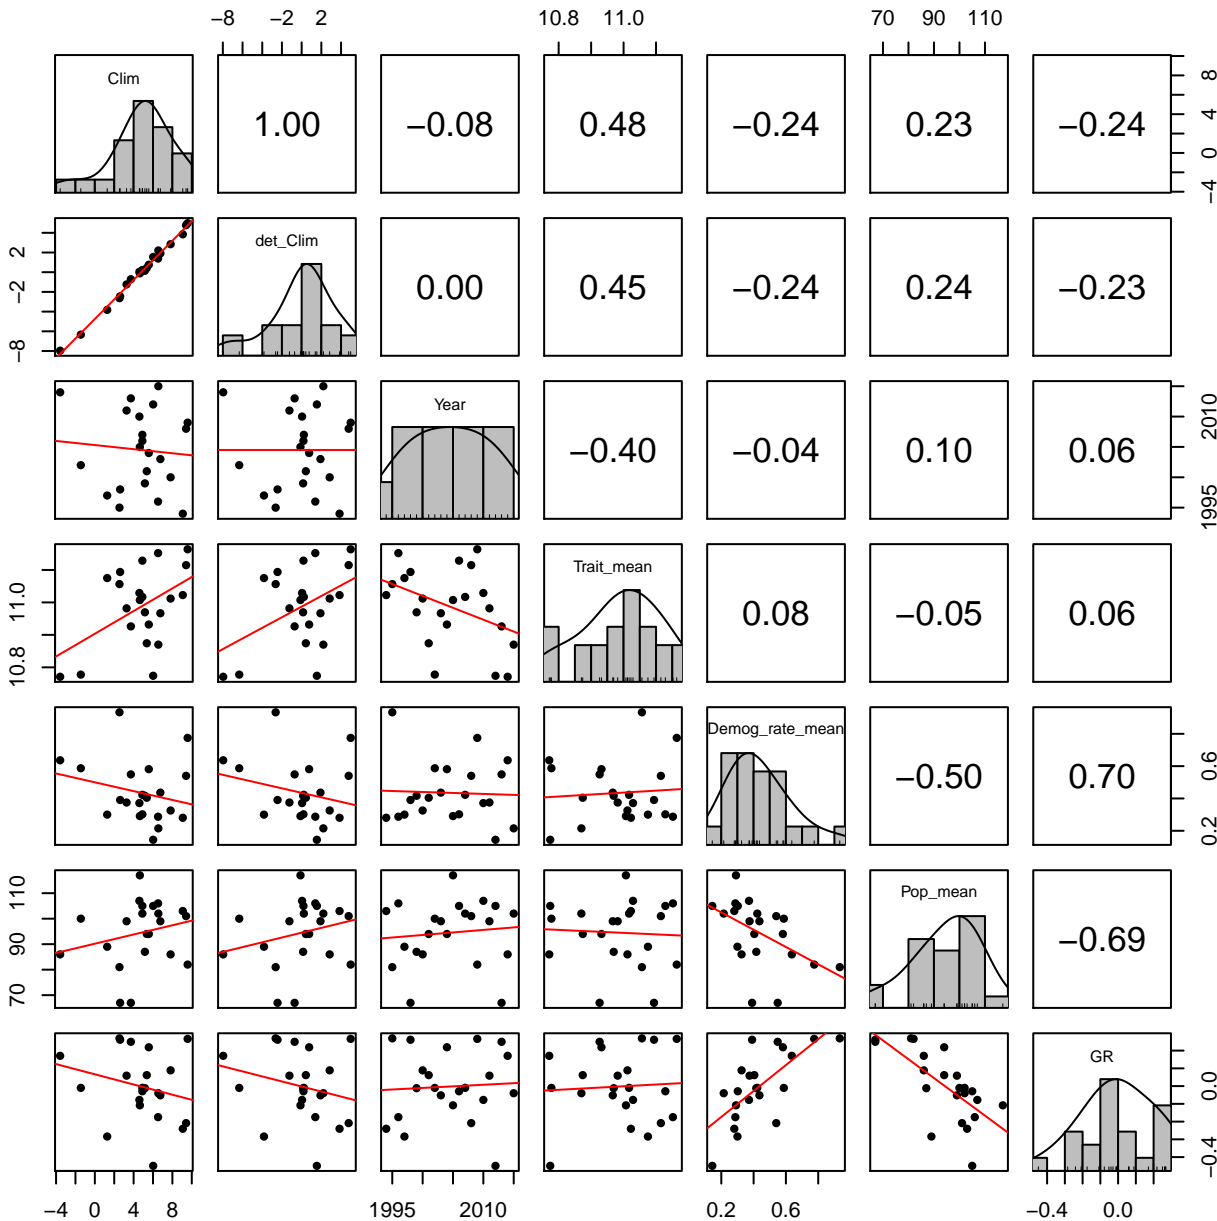 −8 −2 2 10.8 11.0 70 90 110
Clim 1.00 −0.08 0.48 −0.24 0.23 −0.24 −4 0 4 8
−8 −2 2 det_Clim 0.00 0.45 −0.24 0.24 −0.23
Year −0.40 −0.04 0.10 0.06 1995 2010
10.8 11.0 Trait_mean 0.08 −0.05 0.06
Demog_rate_mean −0.50 0.70 0.2 0.6
70 90 110 Pop_mean −0.69
GR −0.4 0.0
−4 0 4 8 1995 2010 0.2 0.6 −0.4 0.0